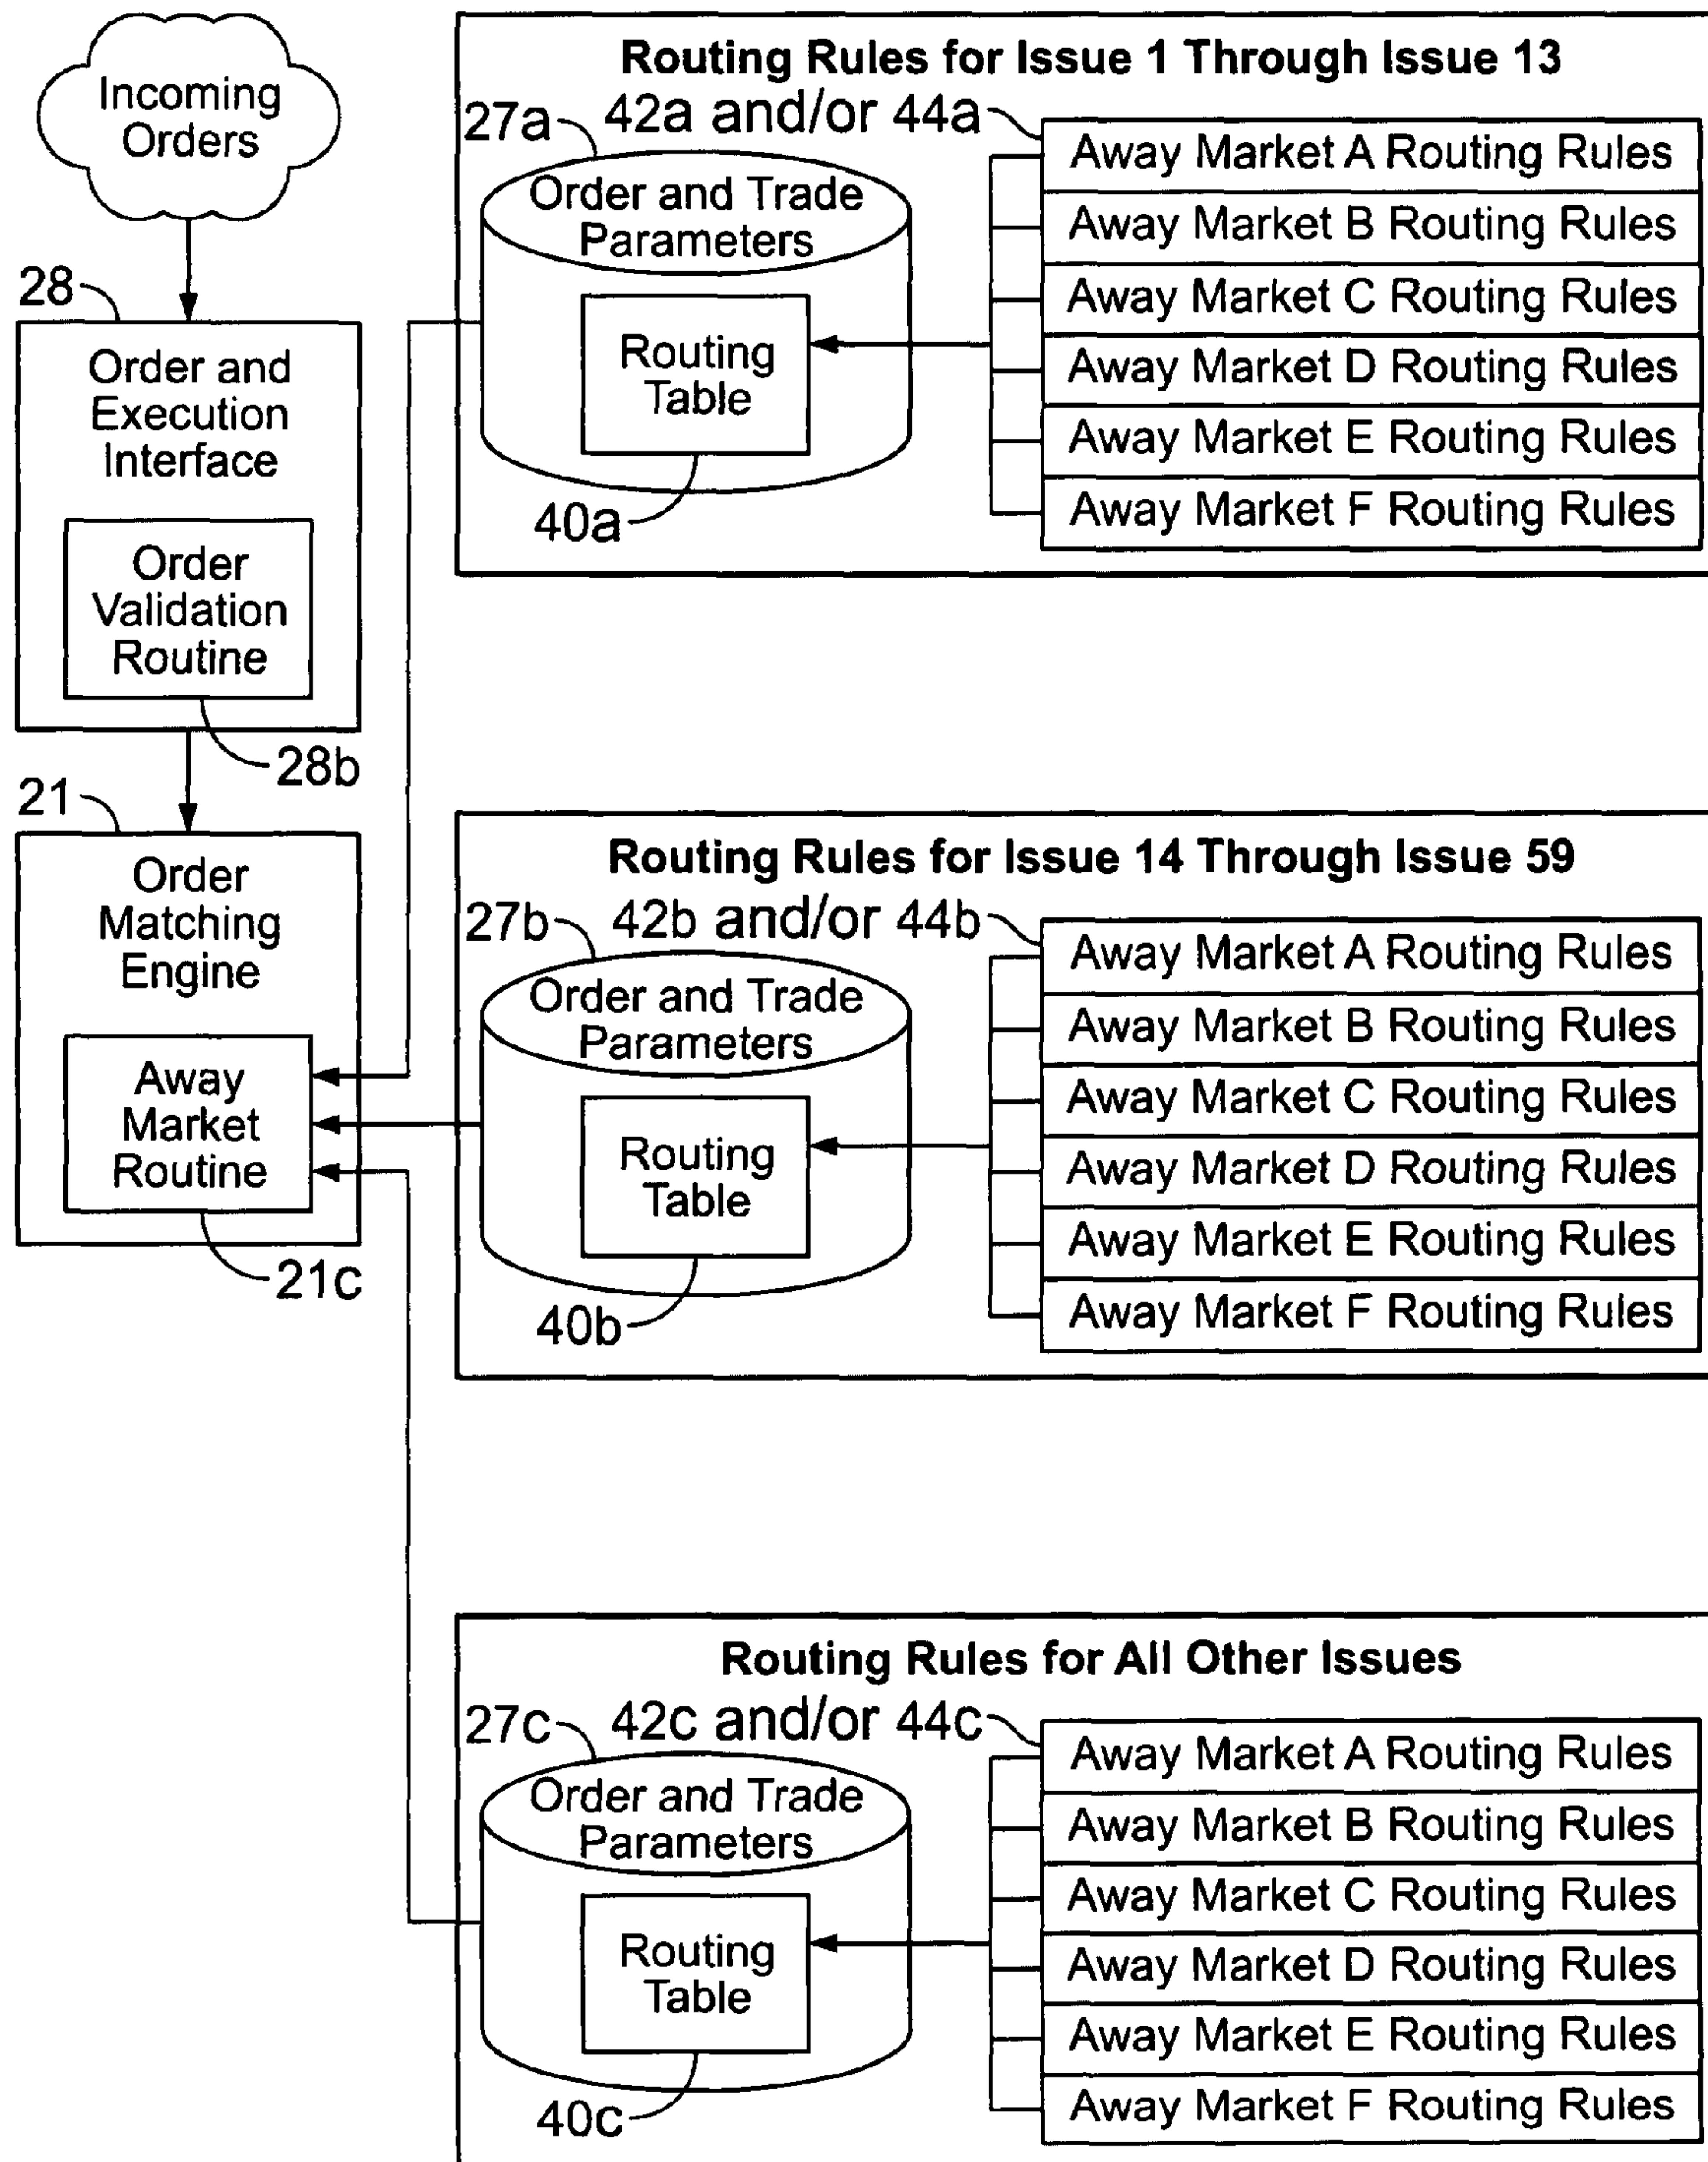 Incoming
Orders
28
Order and
Execution
Interface
Order
Validation
Routine
28b
21
Order
Matching
Engine
Away
Market
Routine
21c
Routing Rules for Issue 1 Through Issue 13
27a
42a and/or 44a
Order and Trade
Parameters
Routing
Table
40a
Away Market A Routing Rules
Away Market B Routing Rules
Away Market C Routing Rules
Away Market D Routing Rules
Away Market E Routing Rules
Away Market F Routing Rules
Routing Rules for Issue 14 Through Issue 59
27b
42b and/or 44b
Order and Trade
Parameters
Routing
Table
40b
Away Market A Routing Rules
Away Market B Routing Rules
Away Market C Routing Rules
Away Market D Routing Rules
Away Market E Routing Rules
Away Market F Routing Rules
Routing Rules for All Other Issues
27c
42c and/or 44c
Order and Trade
Parameters
Routing
Table
40c
Away Market A Routing Rules
Away Market B Routing Rules
Away Market C Routing Rules
Away Market D Routing Rules
Away Market E Routing Rules
Away Market F Routing Rules